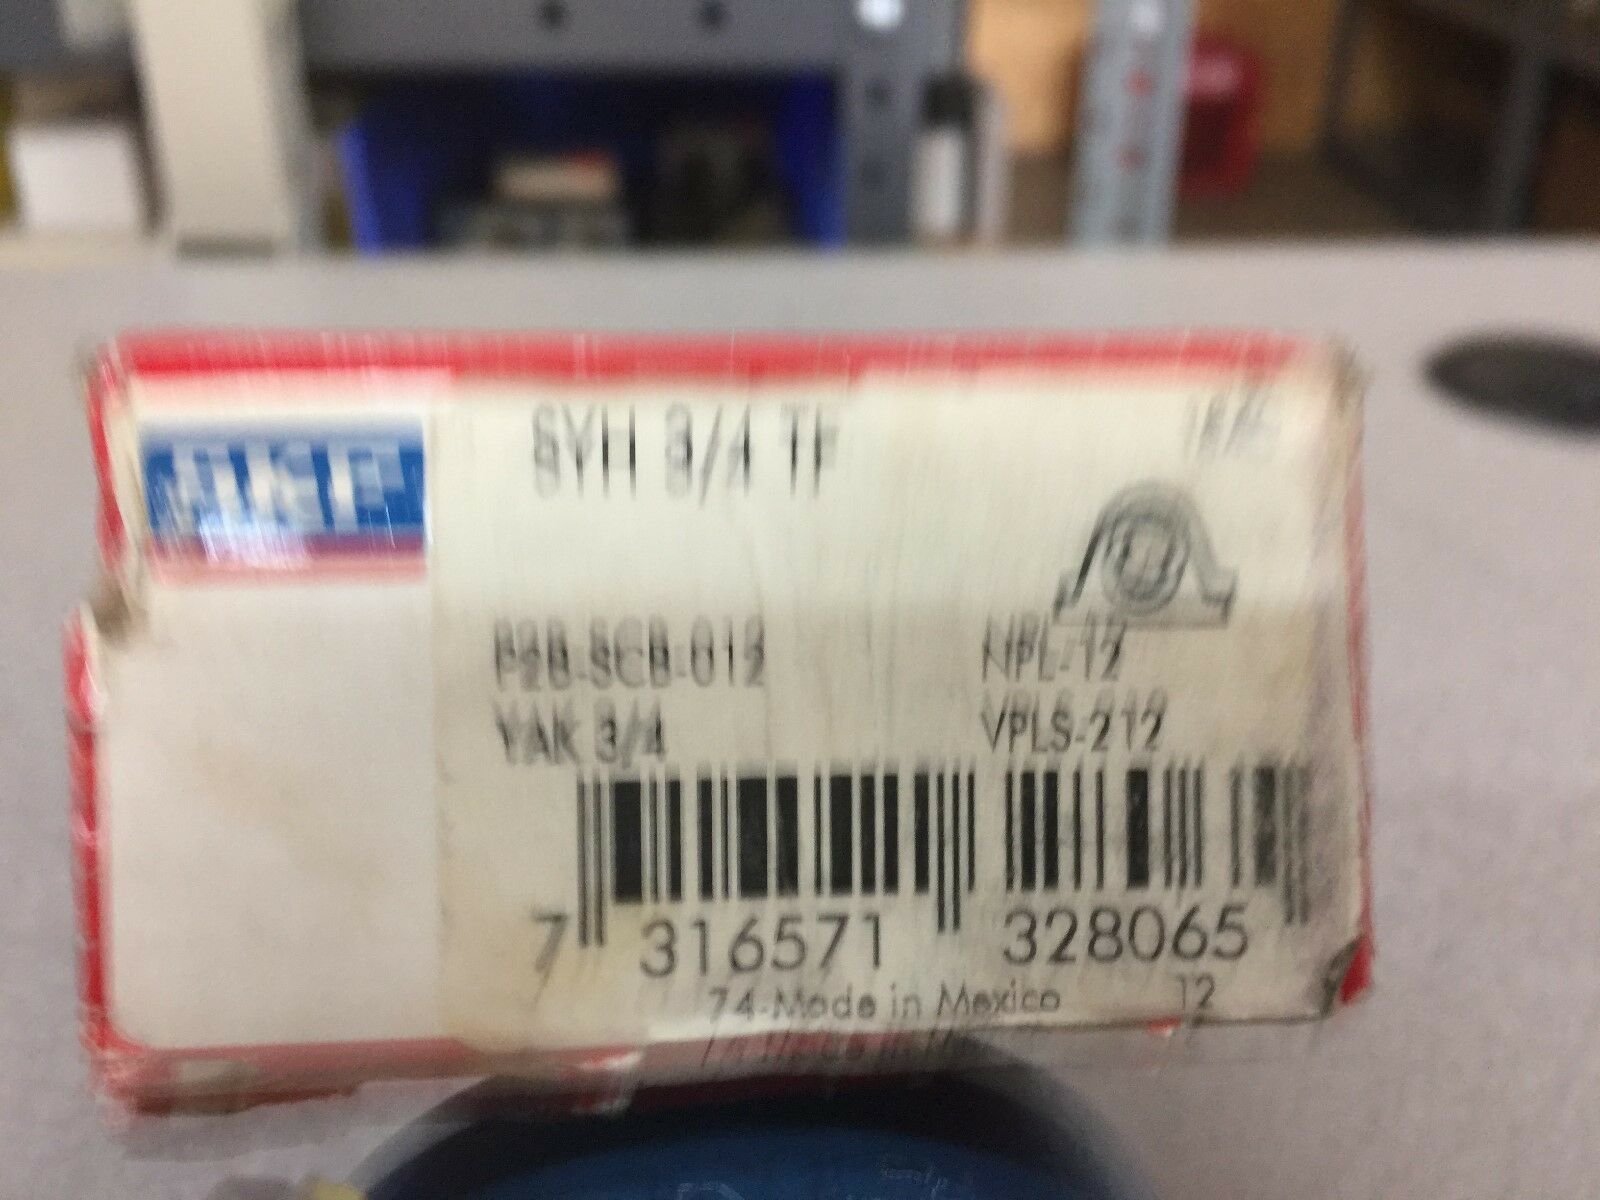 SKF
SYH 3/4 TF
P2B-SCB-012 NPL-12
YAK 3/4 VPLS-212
7 316571 328065
74-Made in Mexico 12